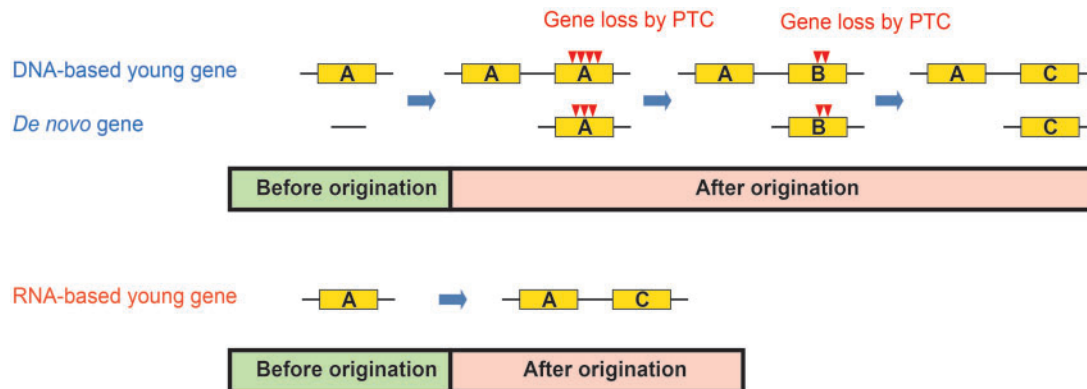 Gene loss by PTC Gene loss by PTC
DNA-based young gene A A A A B A C
De novo gene A B C
Before origination After origination
RNA-based young gene A A C
Before origination After origination